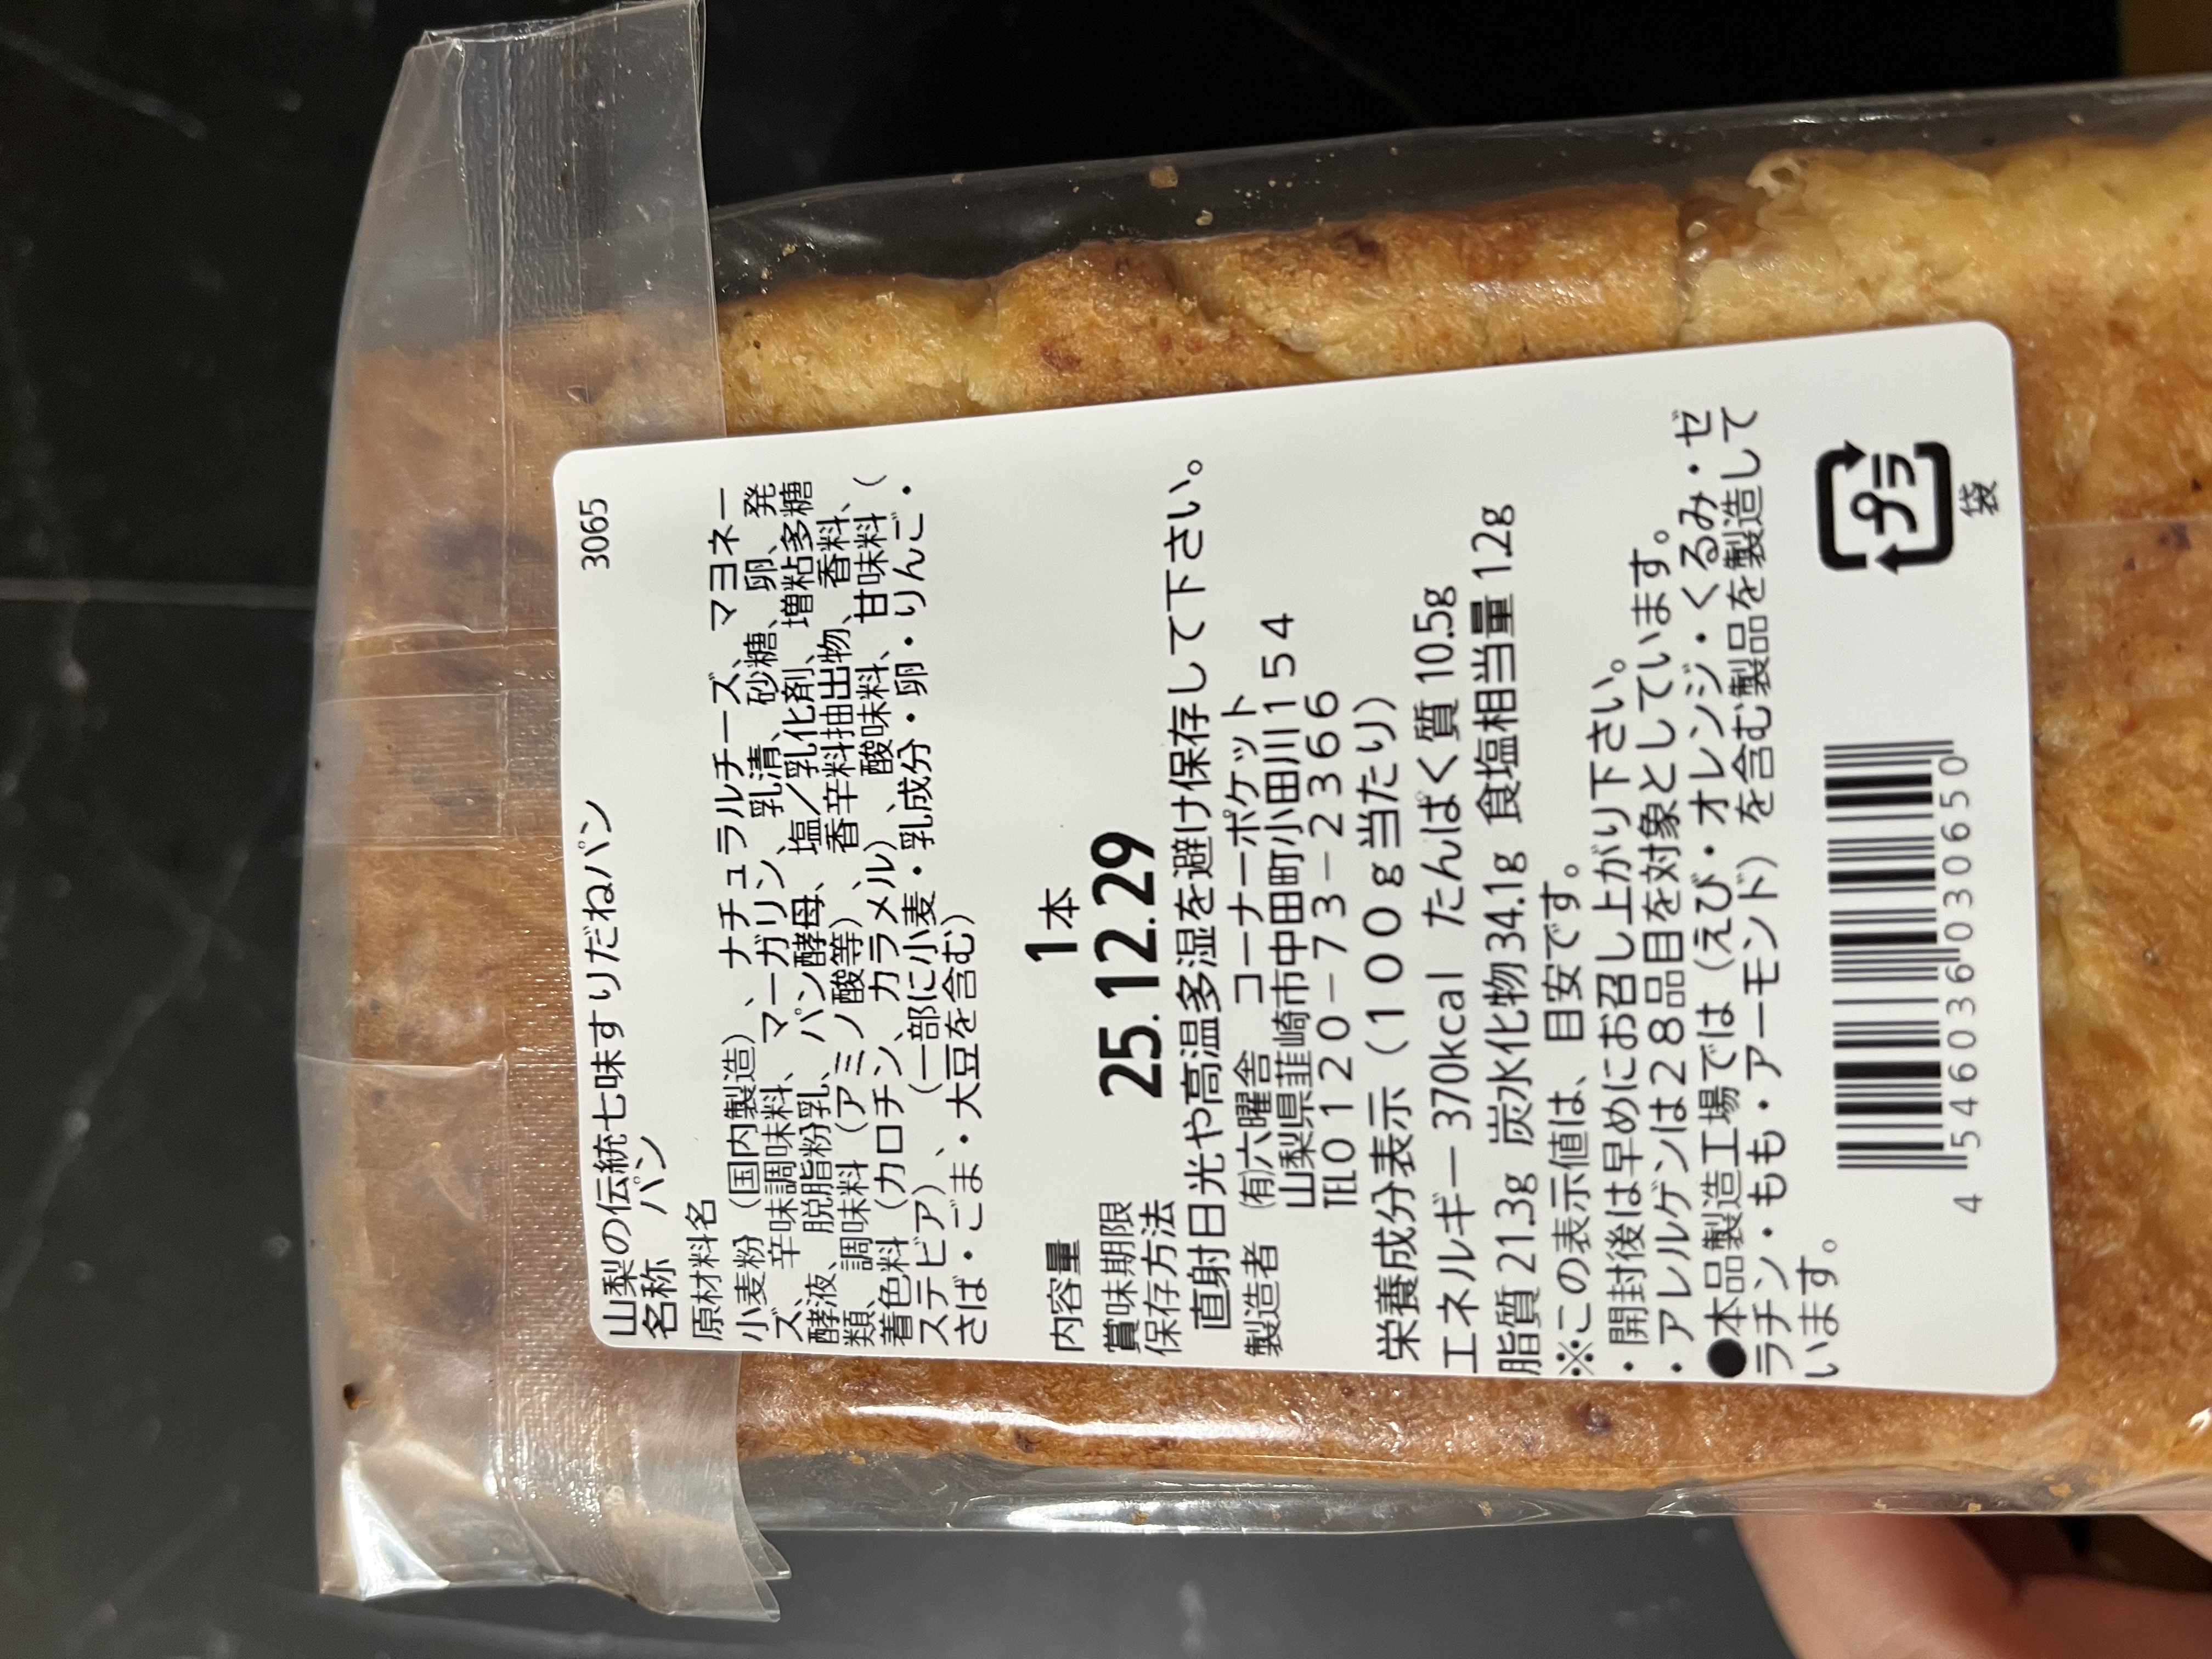 3065
山梨の伝統七味すりだねパン
名称 パン
原材料名
小麦粉（国内製造）、ナチュラルチーズ、マヨネー
ズ、辛味調味料、マーガリン、乳清、砂糖、卵、発
酵液、脱脂粉乳、パン酵母、塩／乳化剤、増粘多糖
類、調味料（アミノ酸等）、香辛料抽出物、香料、
着色料（カロチン、カラメル）、酸味料、甘味料（
ステビア）、（一部に小麦・乳成分・卵・りんご・
さば・ごま・大豆を含む）
内容量 1本
賞味期限 25.12.29
保存方法
直射日光や高温多湿を避け保存して下さい。
製造者 ㈲六曜舎 コーナーポケット
山梨県韮崎市中田町小田川１５４
℡０１２０－７３－２３６６
栄養成分表示（１００ｇ当たり）
エネルギー 370kcal たんぱく質 10.5g
脂質 21.3g 炭水化物 34.1g 食塩相当量 1.2g
※この表示値は、目安です。
・開封後は早めにお召し上がり下さい。
・アレルゲンは２８品目を対象としています。
●本品製造工場では（えび・オレンジ・くるみ・ゼ
ラチン・もも・アーモンド）を含む製品を製造して
います。
プラ
袋
4 546036 030650